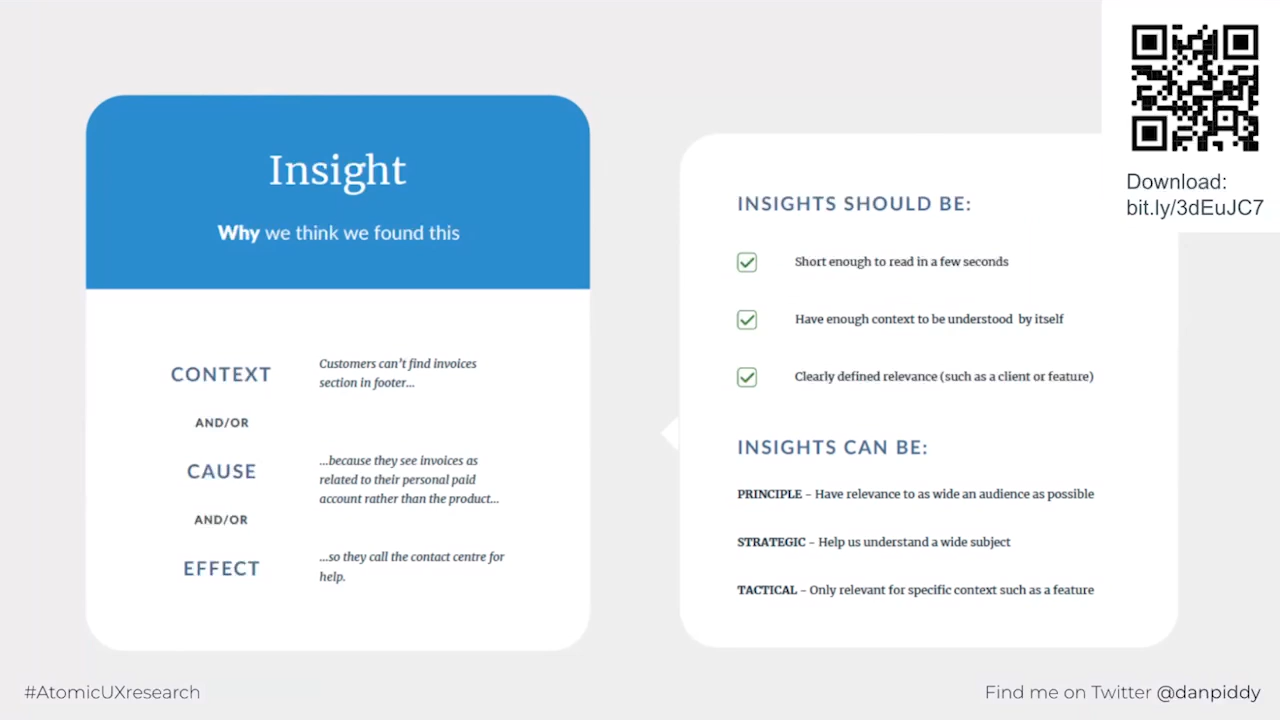 Insight
Why we think we found this
CONTEXT
Customers can't find invoices
section in footer...
AND/OR
CAUSE
...because they see invoices as
related to their personal paid
account rather than the product...
AND/OR
EFFECT
...so they call the contact centre for
help.
INSIGHTS SHOULD BE:
Short enough to read in a few seconds
Have enough context to be understood by itself
Clearly defined relevance (such as a client or feature)
INSIGHTS CAN BE:
PRINCIPLE – Have relevance to as wide an audience as possible
STRATEGIC – Help us understand a wide subject
TACTICAL – Only relevant for specific context such as a feature
Download:
bit.ly/3dEuJC7
#AtomicUXresearch
Find me on Twitter @danpiddy